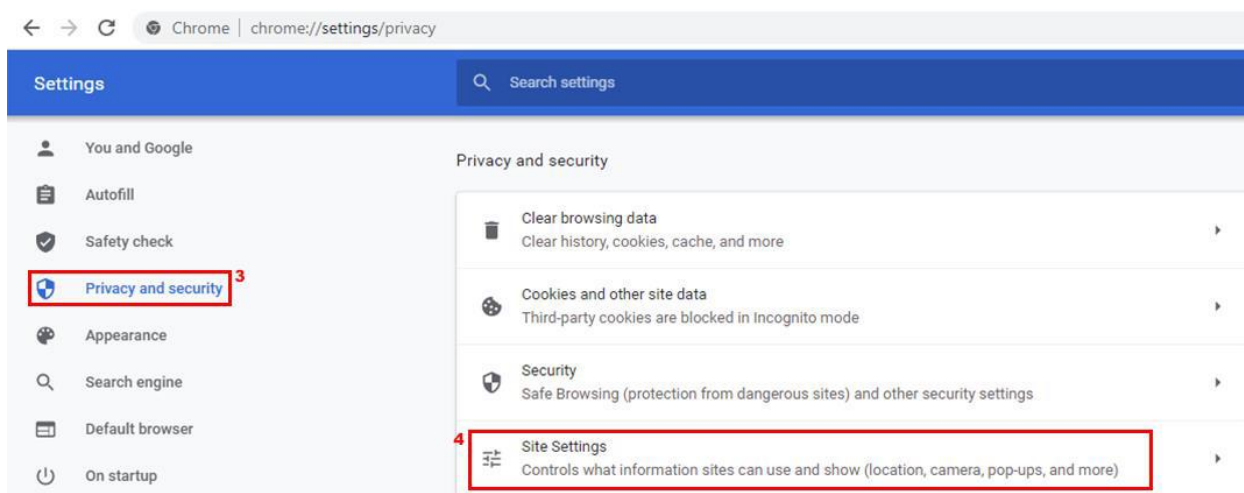 Chrome | chrome://settings/privacy
Settings
Search settings
You and Google
Autofill
Safety check
Privacy and security
3
Appearance
Search engine
Default browser
On startup
Privacy and security
Clear browsing data
Clear history, cookies, cache, and more
Cookies and other site data
Third-party cookies are blocked in Incognito mode
Security
Safe Browsing (protection from dangerous sites) and other security settings
4
Site Settings
Controls what information sites can use and show (location, camera, pop-ups, and more)